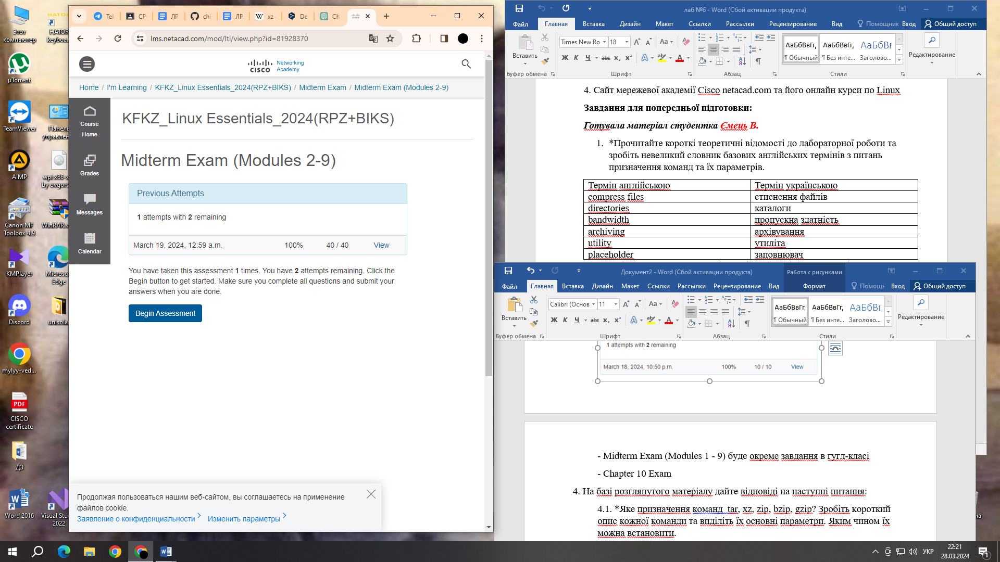 Этот компьютер
HATOR keyboar
µTorrent
TeamViewer
Панель управлен
AIMP
wpi x86-x by ovgors
Canon MF Toolbox 4.9
WinRAR.v
KMPlayer
Microsof Edge
Discord
unisola
mylyy-ved...
PDF
CISCO certificate
ДЗ
Word 2016
Visual Stu 2022
Tel
CP
ЛР
chi
ЛР
xz
De
Ch
lms.netacad.com/mod/lti/view.php?id=81928370
cisco Networking Academy
Home / I'm Learning / KFKZ_Linux Essentials_2024(RPZ+BIKS) / Midterm Exam / Midterm Exam (Modules 2-9)
Course Home
Grades
Messages
Calendar
KFKZ_Linux Essentials_2024(RPZ+BIKS)
Midterm Exam (Modules 2-9)
Previous Attempts
1 attempts with 2 remaining
March 19, 2024, 12:59 a.m. 100% 40 / 40 View
You have taken this assessment 1 times. You have 2 attempts remaining. Click the
Begin button to get started. Make sure you complete all questions and submit your
answers when you are done.
Begin Assessment
Продолжая пользоваться нашим веб-сайтом, вы соглашаетесь на применение
файлов cookie.
Заявление о конфиденциальности Изменить параметры
лаб №6 - Word (Сбой активации продукта)
Файл Главная Вставка Дизайн Макет Ссылки Рассылки Рецензирование Вид Помощник Вход Общий доступ
Вставить
Times New Ro 18
Ж К Ч abc x₂ x²
АаБбВвГг, АаБбВвГг, АаБбВв
¶ Обычный ¶ Без инте... Заголово...
Редактирование
Буфер обмена Шрифт Абзац Стили
4. Сайт мережевої академії Cisco netacad.com та його онлайн курси по Linux
Завдання для попередньої підготовки:
Готувала матеріал студентка Ємець В.
1. *Прочитайте короткі теоретичні відомості до лабораторної роботи та
зробіть невеликий словник базових англійських термінів з питань
призначення команд та їх параметрів.
Термін англійською Термін українською
compress files стиснення файлів
directories каталоги
bandwidth пропускна здатність
archiving архівування
utility утиліта
placeholder заповнювач
Документ2 - Word (Сбой активации продукта) Работа с рисунками
Файл Главная Вставка Дизайн Макет Ссылки Рассылки Рецензирование Вид Формат Помощн Вход Общий доступ
Вставить
Calibri (Основ 11
Ж К Ч abc x₂ x²
АаБбВвГг, АаБбВвГг, АаБбВв
¶ Обычный ¶ Без инте... Заголово...
Редактирование
Буфер обмена Шрифт Абзац Стили
1 attempts with 2 remaining
March 18, 2024, 10:50 p.m. 100% 10 / 10 View
- Midterm Exam (Modules 1 - 9) буде окреме завдання в гугл-класі
- Chapter 10 Exam
4. На базі розглянутого матеріалу дайте відповіді на наступні питання:
4.1. *Яке призначення команд tar, xz, zip, bzip, gzip? Зробіть короткий
опис кожної команди та виділіть їх основні параметри. Яким чином їх
можна встановити.
УКР
22:21
28.03.2024
1